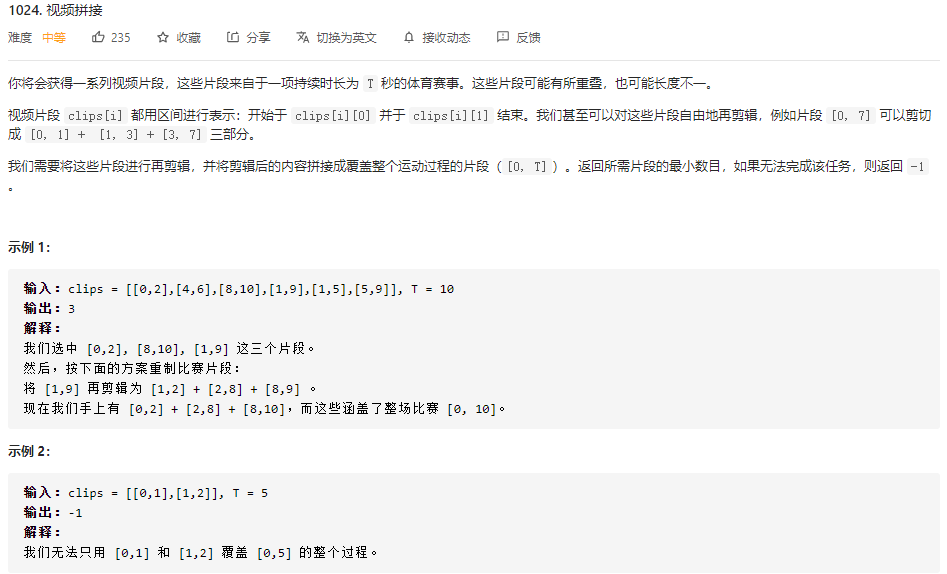 1024. 视频拼接
难度 中等 235 收藏 分享 切换为英文 接收动态 反馈
你将会获得一系列视频片段，这些片段来自于一项持续时长为 T 秒的体育赛事。这些片段可能有所重叠，也可能长度不一。
视频片段 clips[i] 都用区间进行表示：开始于 clips[i][0] 并于 clips[i][1] 结束。我们甚至可以对这些片段自由地再剪辑，例如片段 [0, 7] 可以剪切
成 [0, 1] + [1, 3] + [3, 7] 三部分。
我们需要将这些片段进行再剪辑，并将剪辑后的内容拼接成覆盖整个运动过程的片段（[0, T]）。返回所需片段的最小数目，如果无法完成该任务，则返回 -1
。
示例 1：
输入：clips = [[0,2],[4,6],[8,10],[1,9],[1,5],[5,9]], T = 10
输出：3
解释：
我们选中 [0,2], [8,10], [1,9] 这三个片段。
然后，按下面的方案重制比赛片段：
将 [1,9] 再剪辑为 [1,2] + [2,8] + [8,9] 。
现在我们手上有 [0,2] + [2,8] + [8,10]，而这些涵盖了整场比赛 [0, 10]。
示例 2：
输入：clips = [[0,1],[1,2]], T = 5
输出：-1
解释：
我们无法只用 [0,1] 和 [1,2] 覆盖 [0,5] 的整个过程。